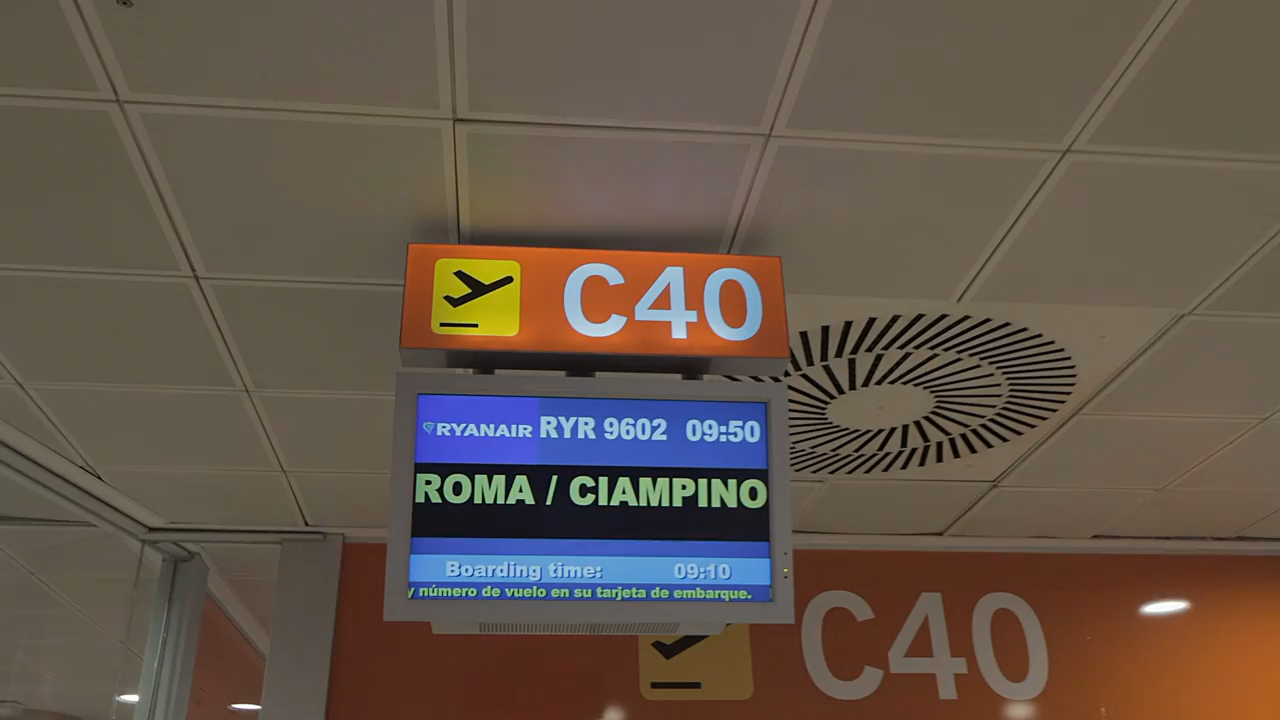 C40
RYANAIR RYR 9602 09:50
ROMA / CIAMPINO
Boarding time: 09:10
y número de vuelo en su tarjeta de embarque.
C40